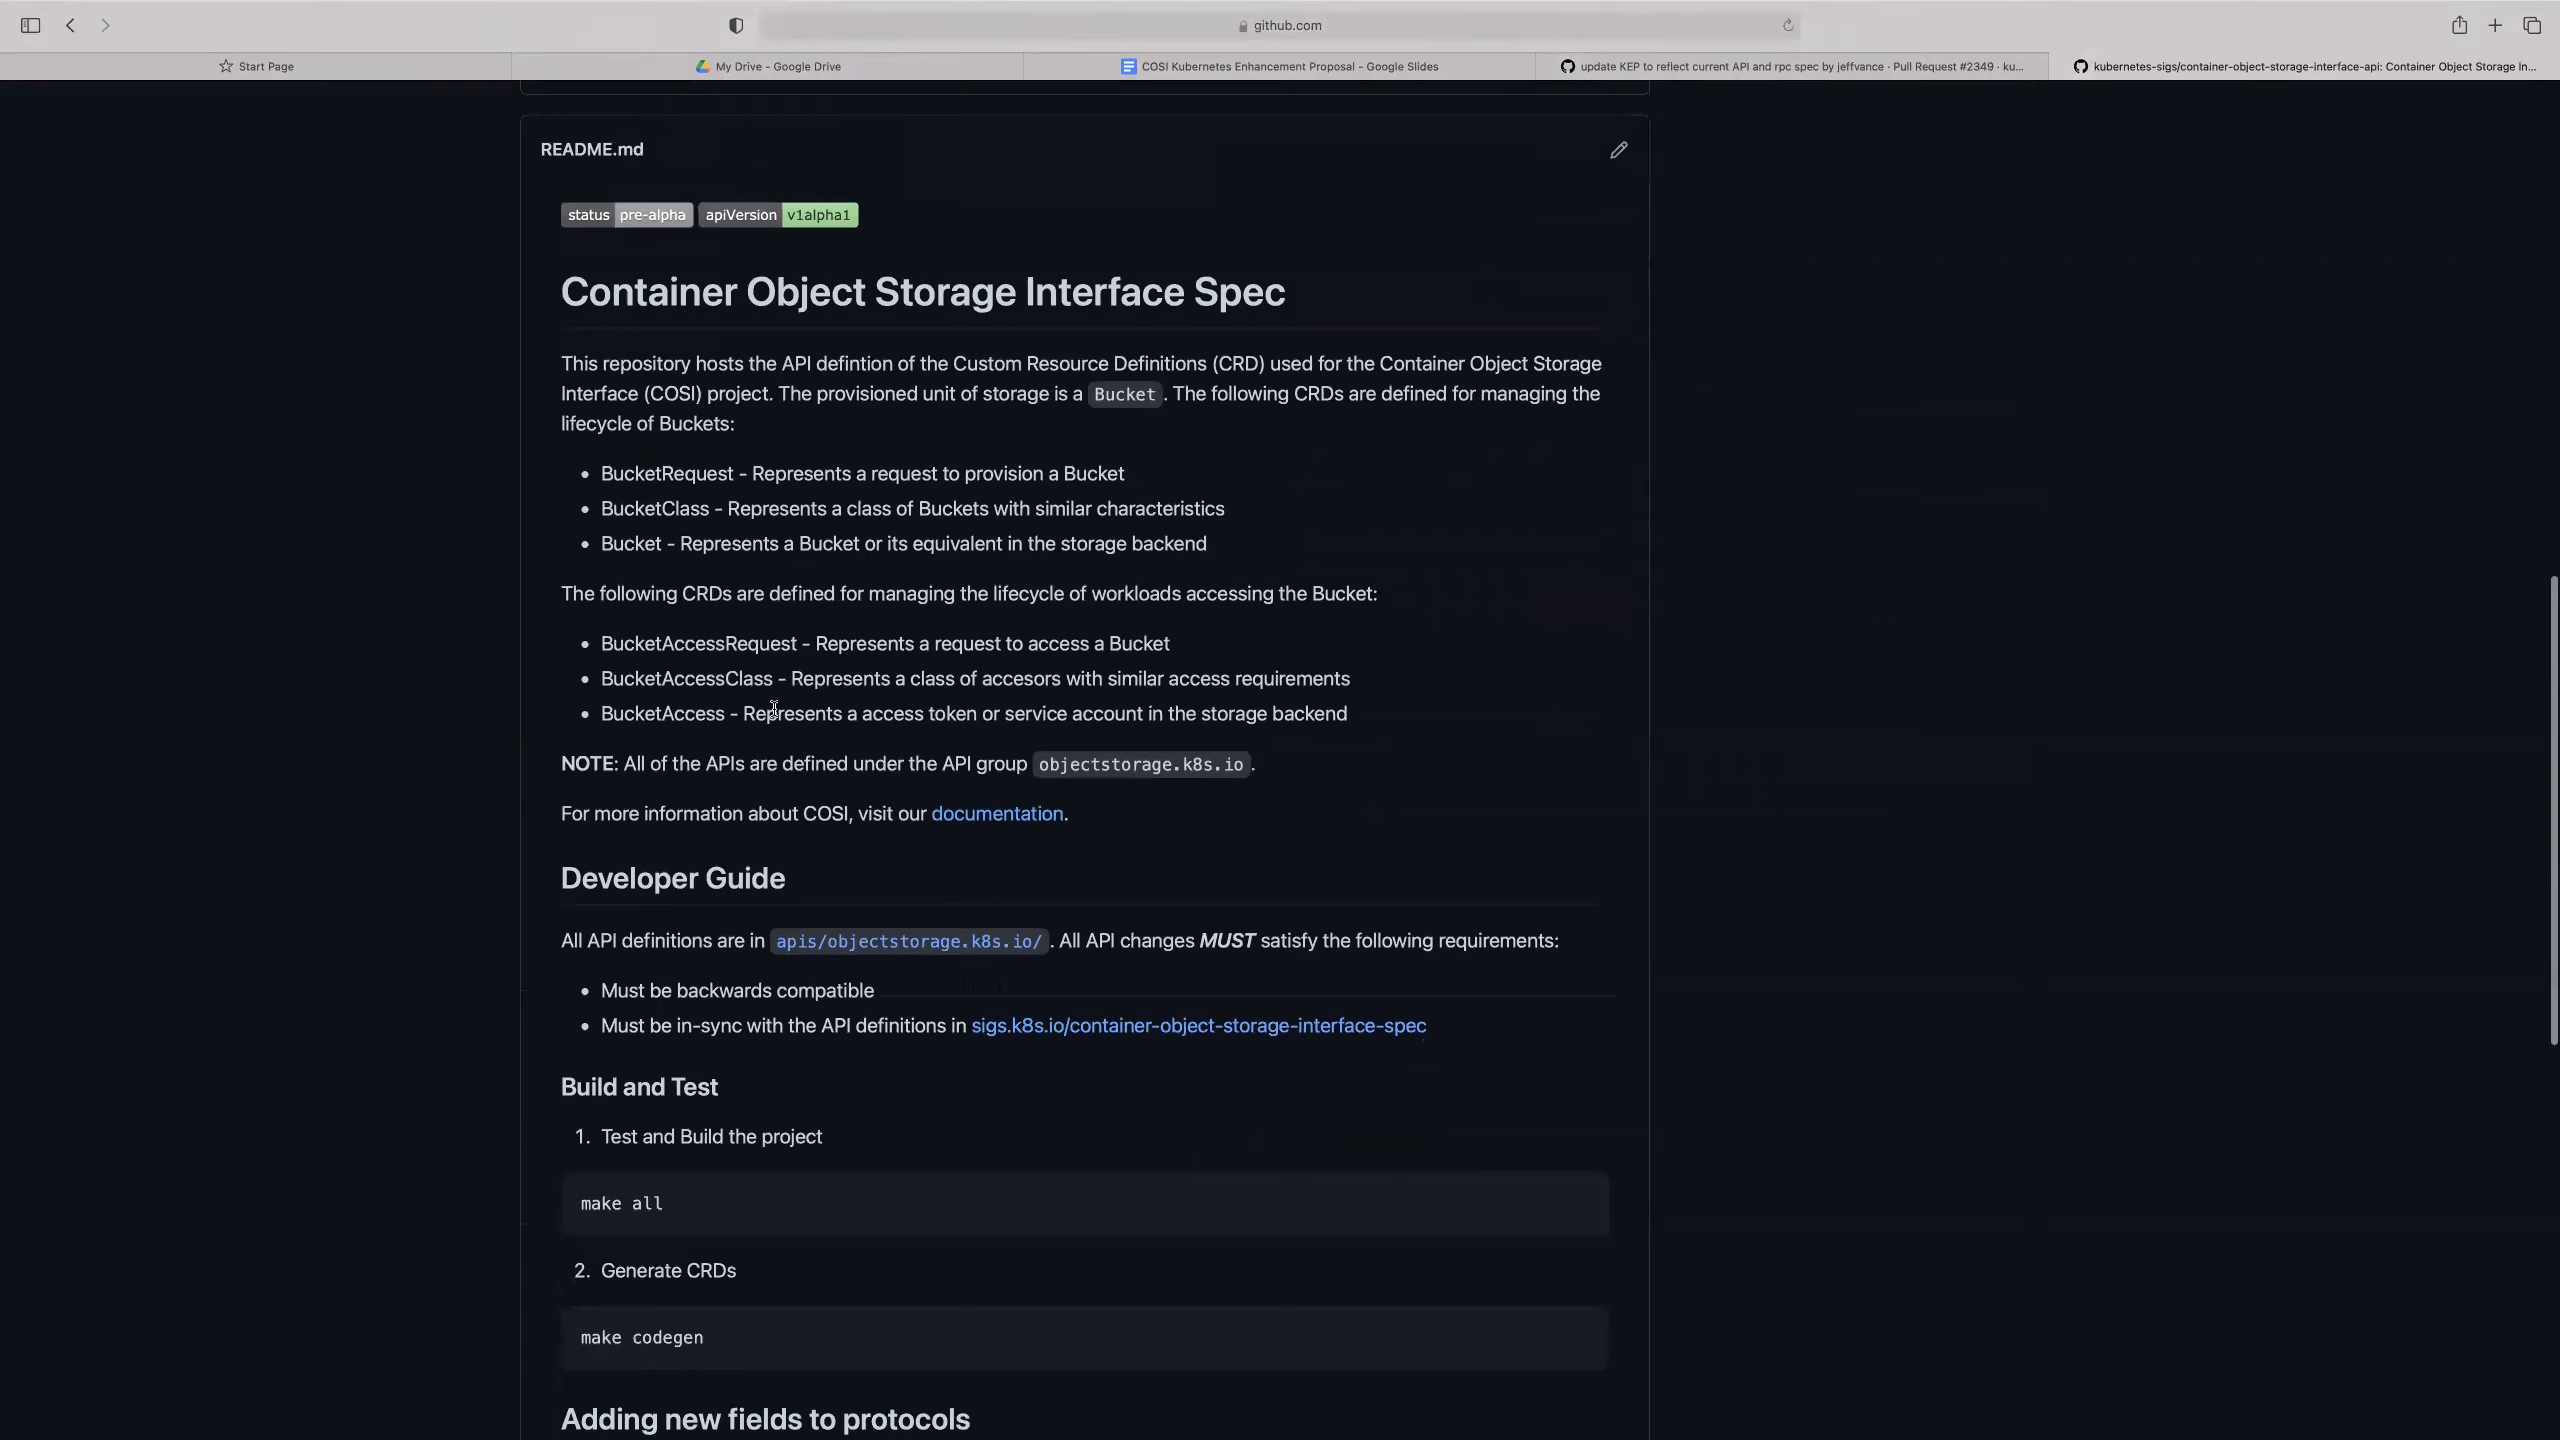 github.com
Start Page
My Drive - Google Drive
COSI Kubernetes Enhancement Proposal - Google Slides
update KEP to reflect current API and rpc spec by jeffvance · Pull Request #2349 · ku...
kubernetes-sigs/container-object-storage-interface-api: Container Object Storage In...
README.md
status pre-alpha apiVersion v1alpha1
Container Object Storage Interface Spec
This repository hosts the API defintion of the Custom Resource Definitions (CRD) used for the Container Object Storage
Interface (COSI) project. The provisioned unit of storage is a Bucket. The following CRDs are defined for managing the
lifecycle of Buckets:
• BucketRequest - Represents a request to provision a Bucket
• BucketClass - Represents a class of Buckets with similar characteristics
• Bucket - Represents a Bucket or its equivalent in the storage backend
The following CRDs are defined for managing the lifecycle of workloads accessing the Bucket:
• BucketAccessRequest - Represents a request to access a Bucket
• BucketAccessClass - Represents a class of accesors with similar access requirements
• BucketAccess - Represents a access token or service account in the storage backend
NOTE: All of the APIs are defined under the API group objectstorage.k8s.io.
For more information about COSI, visit our documentation.
Developer Guide
All API definitions are in apis/objectstorage.k8s.io/. All API changes MUST satisfy the following requirements:
• Must be backwards compatible
• Must be in-sync with the API definitions in sigs.k8s.io/container-object-storage-interface-spec
Build and Test
1. Test and Build the project
make all
2. Generate CRDs
make codegen
Adding new fields to protocols